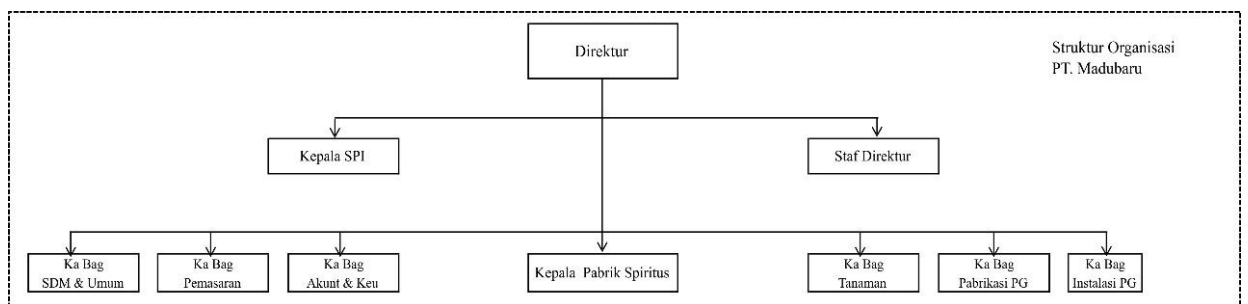 Direktur
Struktur Organisasi
PT. Madubaru
Kepala SPI
Staf Direktur
Ka Bag
SDM & Umum
Ka Bag
Pemasaran
Ka Bag
Akunt & Keu
Kepala Pabrik Spiritus
Ka Bag
Tanaman
Ka Bag
Pabrikasi PG
Ka Bag
Instalasi PG